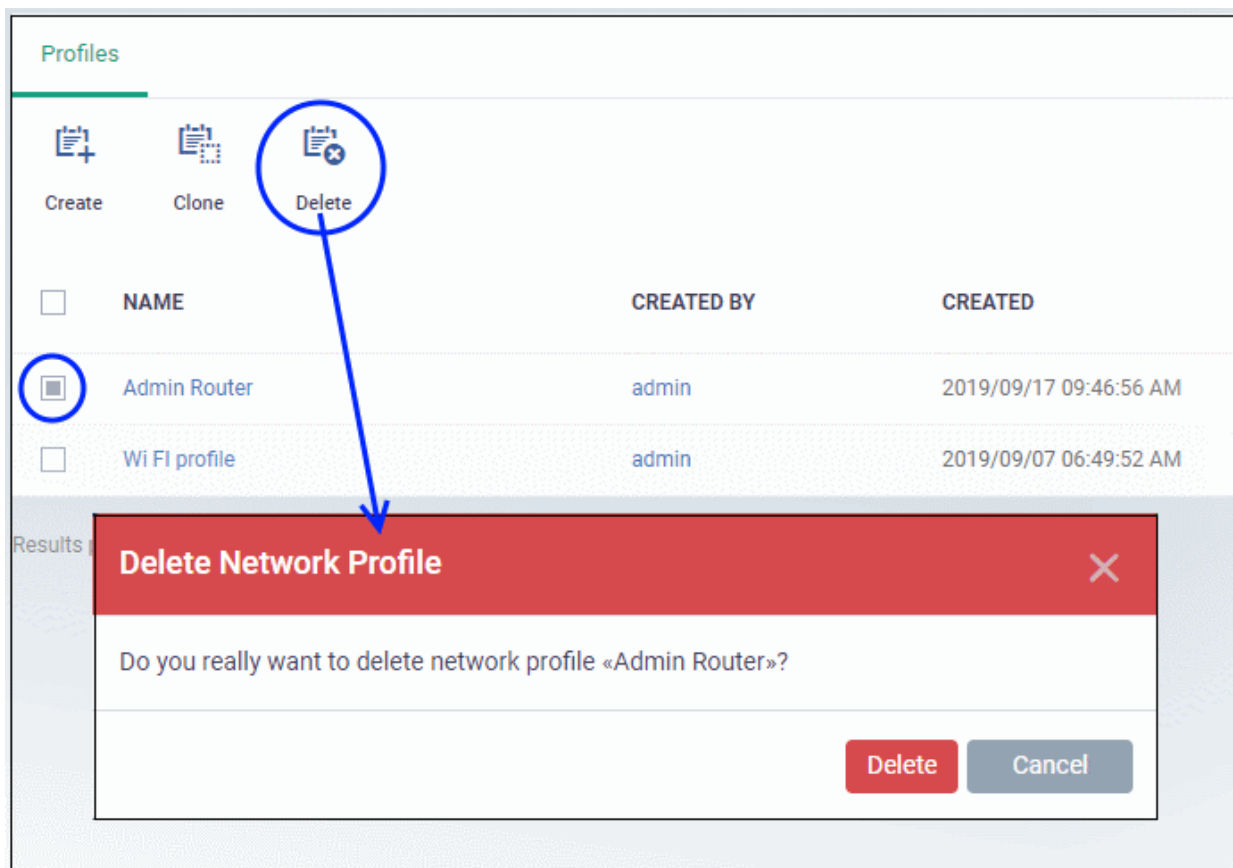 Profiles
Create Clone Delete
NAME CREATED BY CREATED
Admin Router admin 2019/09/17 09:46:56 AM
Wi FI profile admin 2019/09/07 06:49:52 AM
Results
Delete Network Profile
Do you really want to delete network profile «Admin Router»?
Delete Cancel